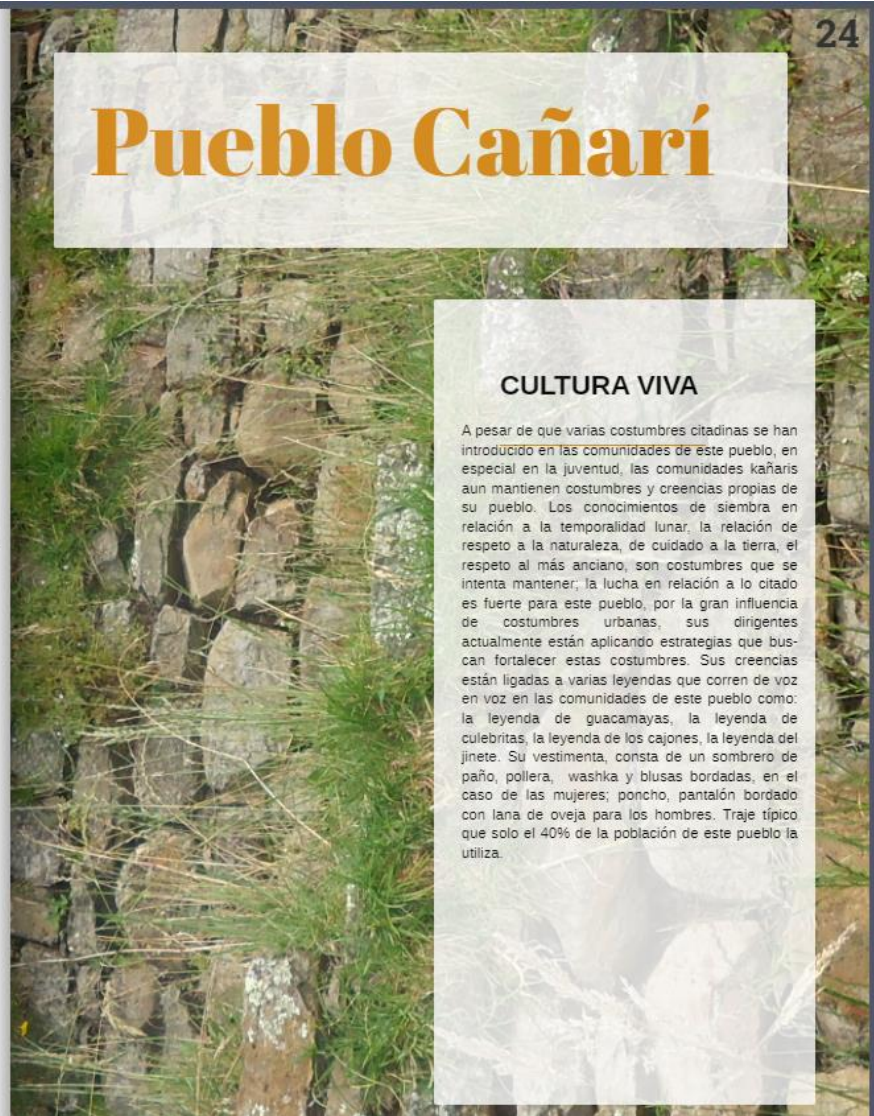 24
Pueblo Cañarí
CULTURA VIVA
A pesar de que varias costumbres citadinas se han
introducido en las comunidades de este pueblo, en
especial en la juventud, las comunidades kañaris
aun mantienen costumbres y creencias propias de
su pueblo. Los conocimientos de siembra en
relación a la temporalidad lunar, la relación de
respeto a la naturaleza, de cuidado a la tierra, el
respeto al más anciano, son costumbres que se
intenta mantener; la lucha en relación a lo citado
es fuerte para este pueblo, por la gran influencia
de costumbres urbanas, sus dirigentes
actualmente están aplicando estrategias que bus-
can fortalecer estas costumbres. Sus creencias
están ligadas a varias leyendas que corren de voz
en voz en las comunidades de este pueblo como:
la leyenda de guacamayas, la leyenda de
culebritas, la leyenda de los cajones, la leyenda del
jinete. Su vestimenta, consta de un sombrero de
paño, pollera, washka y blusas bordadas, en el
caso de las mujeres; poncho, pantalón bordado
con lana de oveja para los hombres. Traje típico
que solo el 40% de la población de este pueblo la
utiliza.